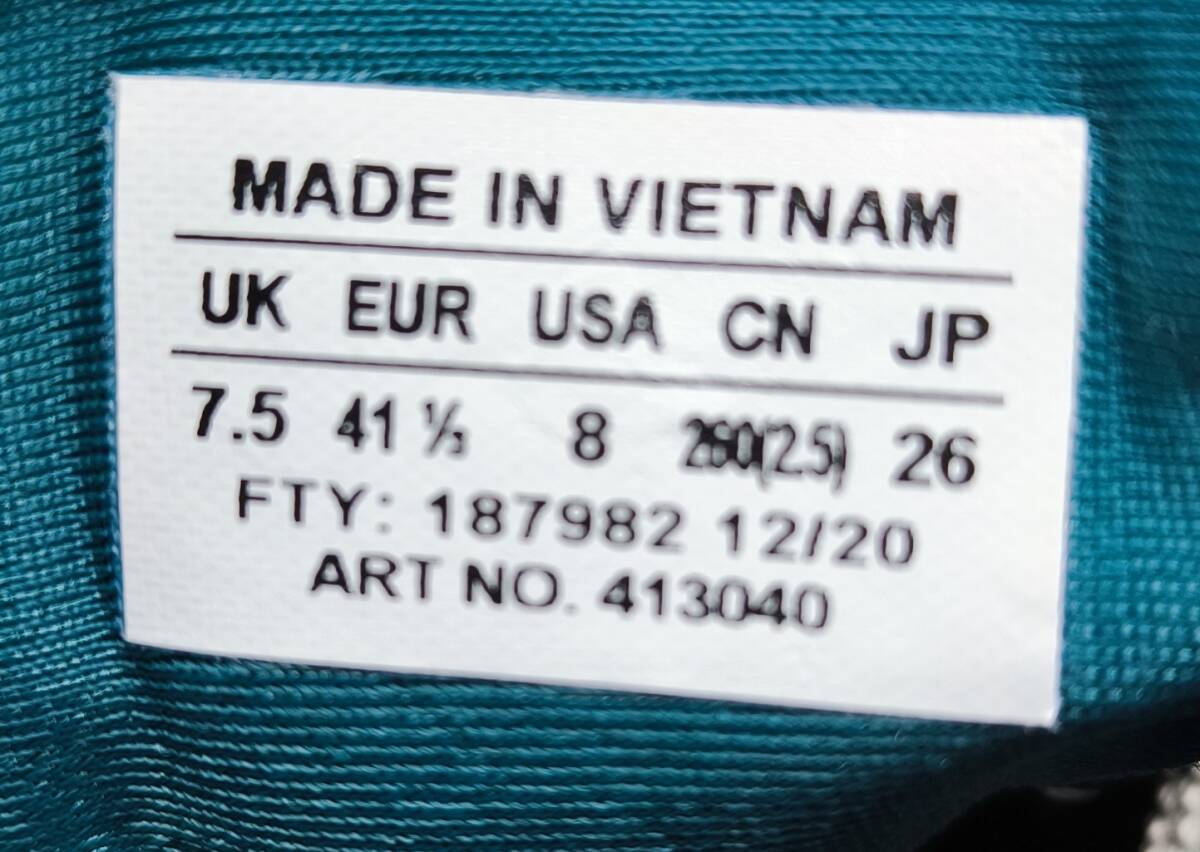 MADE IN VIETNAM
UK EUR USA CN JP
7.5 41 ⅓ 8 260(2.5) 26
FTY: 187982 12/20
ART NO. 413040